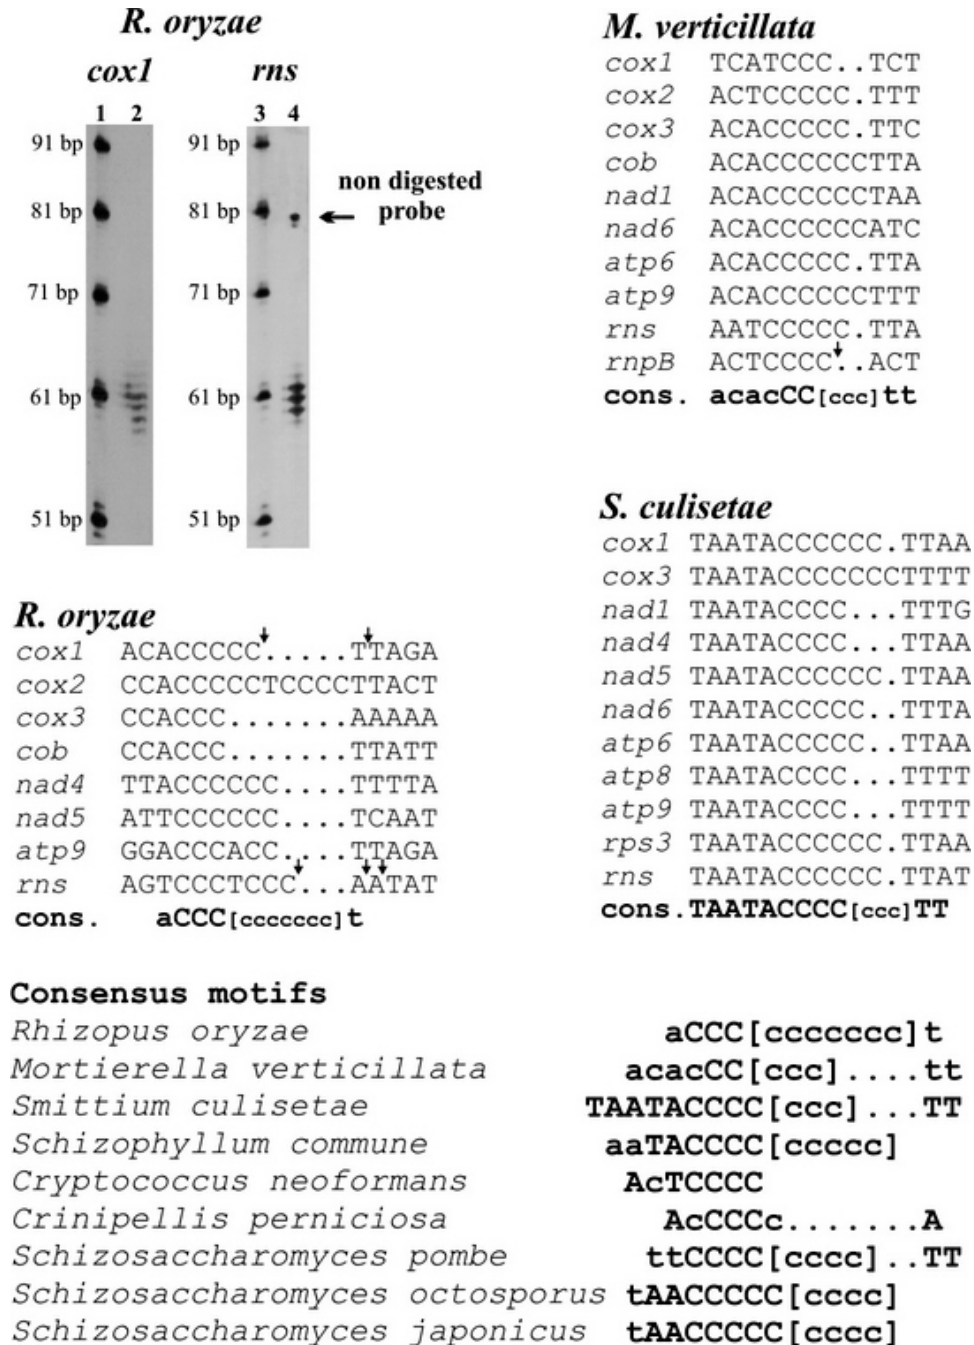 R. oryzae
cox1 rns
1 2 3 4
91 bp 91 bp
81 bp 81 bp
non digested
probe
71 bp 71 bp
61 bp 61 bp
51 bp 51 bp
M. verticillata
cox1 TCATCCC..TCT
cox2 ACTCCCCC.TTT
cox3 ACACCCCC.TTC
cob ACACCCCCCTTA
nad1 ACACCCCCCTAA
nad6 ACACCCCCCATC
atp6 ACACCCCC.TTA
atp9 ACACCCCCCTTT
rns AATCCCCC.TTA
rnpB ACTCCCC..ACT
cons. acacCC[ccc]tt
S. culisetae
cox1 TAATACCCCCC.TTAA
cox3 TAATACCCCCCCTTTT
nad1 TAATACCCC...TTTG
nad4 TAATACCCC...TTAA
nad5 TAATACCCCCC.TTAA
nad6 TAATACCCCC..TTTA
atp6 TAATACCCCC..TTAA
atp8 TAATACCCC...TTTT
atp9 TAATACCCC...TTTT
rps3 TAATACCCCCC.TTAA
rns TAATACCCCCC.TTAT
cons. TAATACCCC[ccc]TT
R. oryzae
cox1 ACACCCCCC.....TTAGA
cox2 CCACCCCCTCCCCTTACT
cox3 CCACCC.......AAAAA
cob CCACCC.......TTATT
nad4 TTACCCCCC....TTTTA
nad5 ATTCCCCCC....TCAAT
atp9 GGACCCACC....TTAGA
rns AGTCCCTCCC...AATAT
cons. aCCC[ccccccc]t
Consensus motifs
Rhizopus oryzae aCCC[ccccccc]t
Mortierella verticillata acacCC[ccc]....tt
Smittium culisetae TAATACCCC[ccc]...TT
Schizophyllum commune aaTACCCC[ccccc]
Cryptococcus neoformans AcTCCCC
Crinipellis perniciosa AcCCCc.......A
Schizosaccharomyces pombe ttCCCC[cccc]..TT
Schizosaccharomyces octosporus tAACCCCC[cccc]
Schizosaccharomyces japonicus tAACCCCC[cccc]